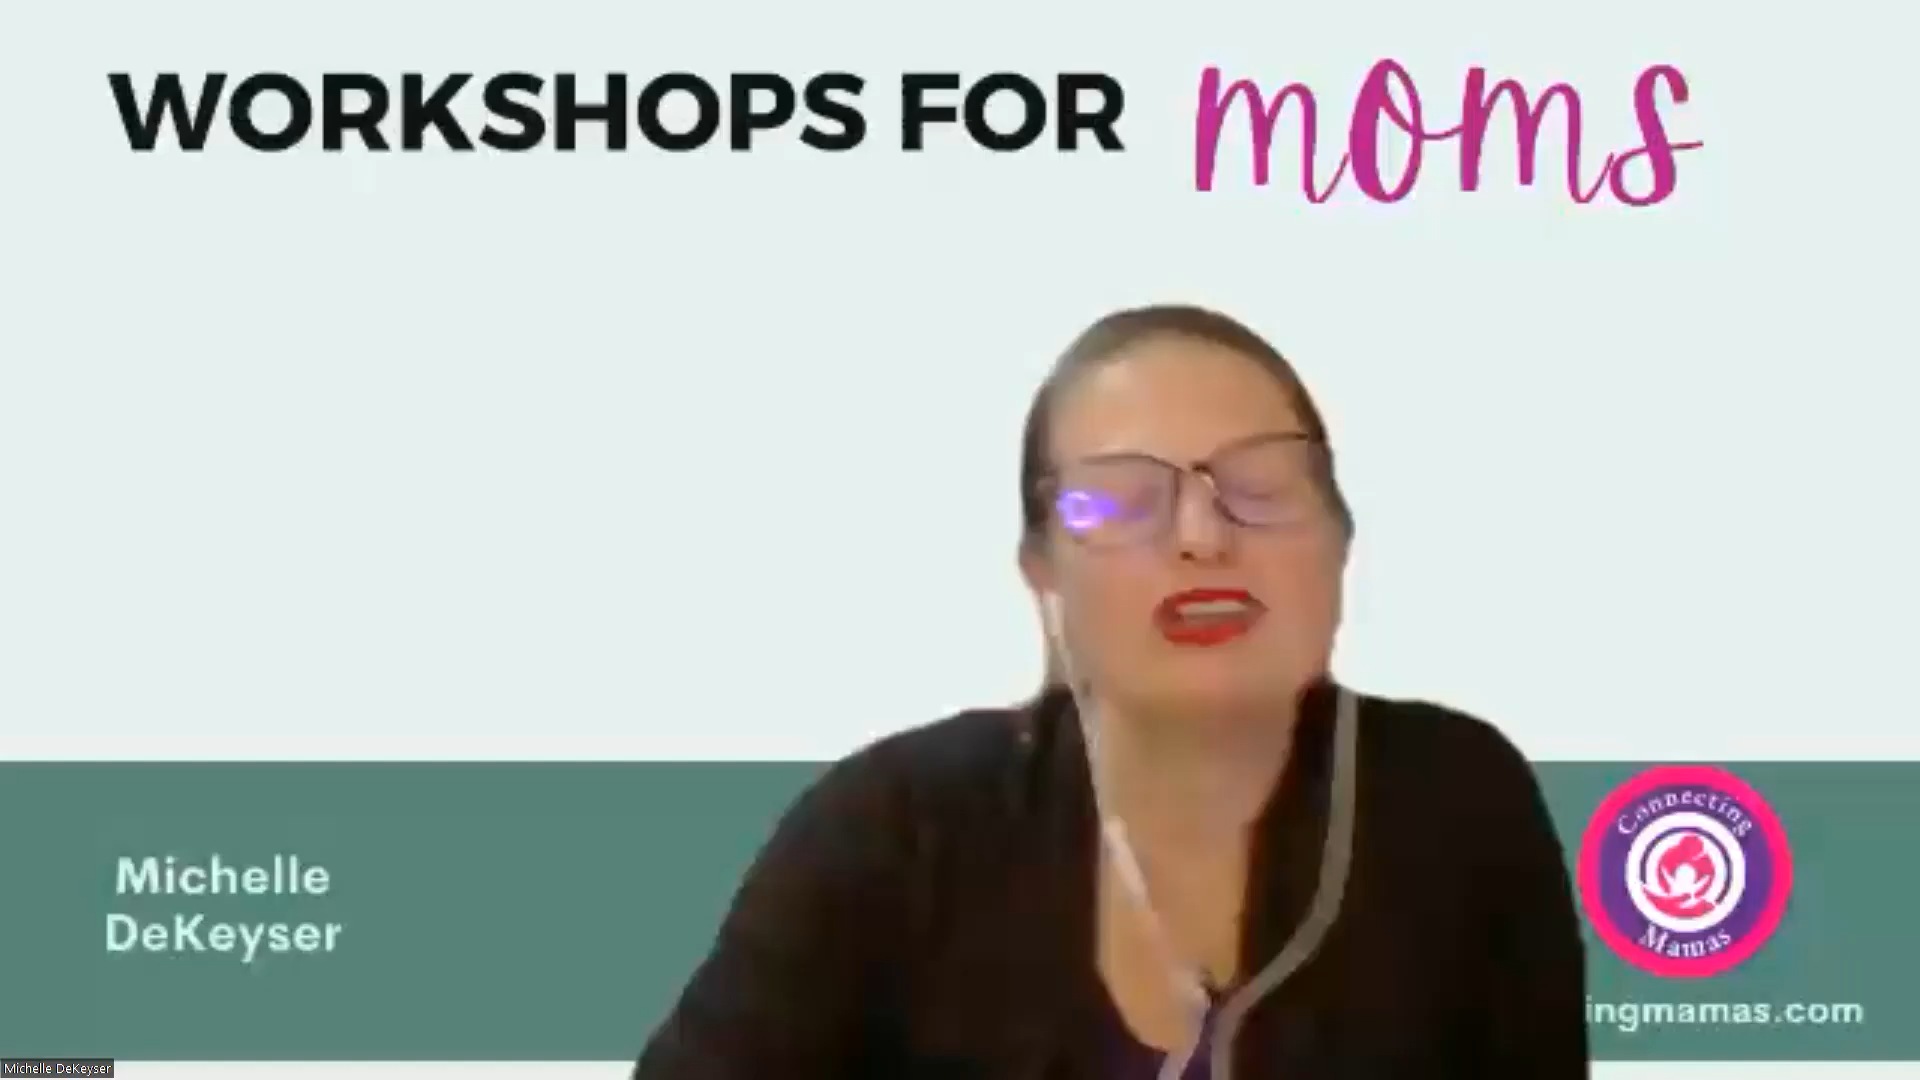 WORKSHOPS FOR moms
Michelle
DeKeyser
Connecting
Mamas
ingmamas.com
Michelle DeKeyser